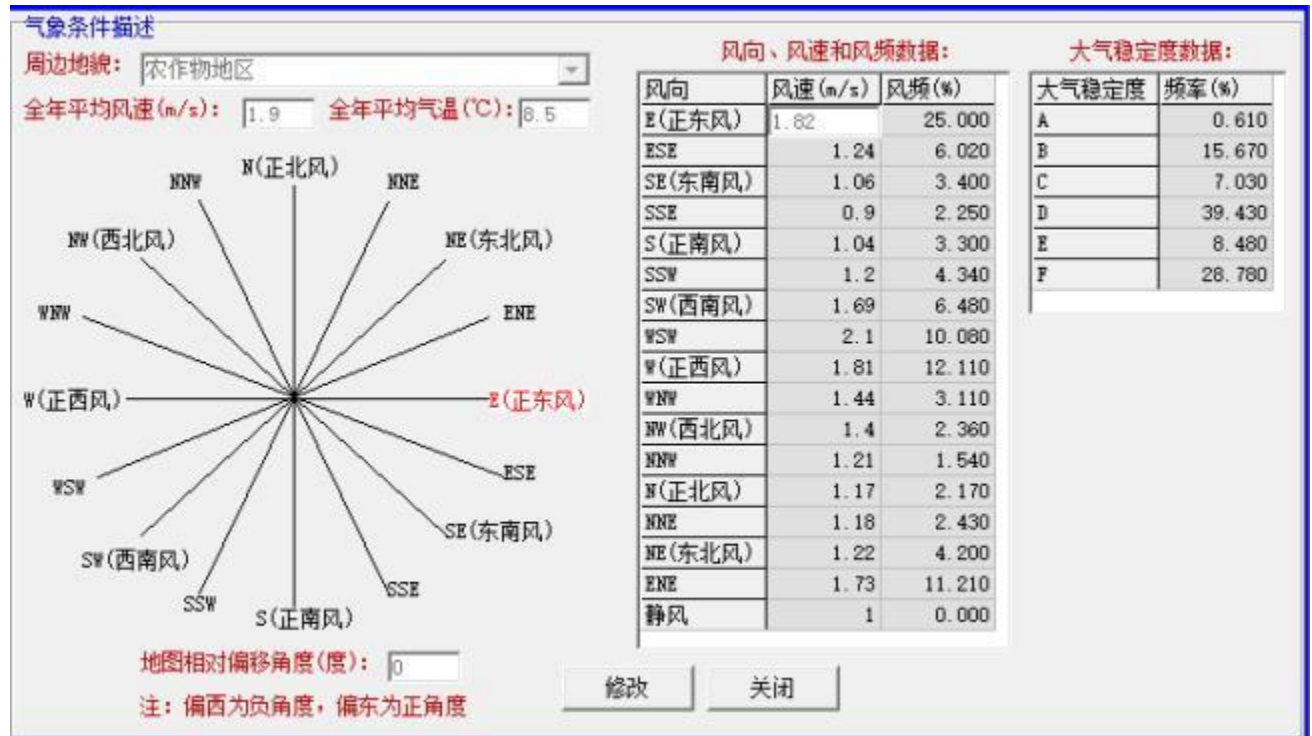 气象条件描述
周边地貌： 农作物地区
全年平均风速(m/s)： 1.9 全年平均气温(℃)： 8.5
N(正北风)
NNW NNE
NW(西北风) NE(东北风)
WNW ENE
W(正西风) E(正东风)
WSW ESE
SW(西南风) SE(东南风)
SSW SSE
S(正南风)
地图相对偏移角度(度)： 0
注：偏西为负角度，偏东为正角度
风向、风速和风频数据：
风向 风速(m/s) 风频(%)
E(正东风) 1.82 25.000
ESE 1.24 6.020
SE(东南风) 1.06 3.400
SSE 0.9 2.250
S(正南风) 1.04 3.300
SSW 1.2 4.340
SW(西南风) 1.69 6.480
WSW 2.1 10.080
W(正西风) 1.81 12.110
WNW 1.44 3.110
NW(西北风) 1.4 2.360
NNW 1.21 1.540
N(正北风) 1.17 2.170
NNE 1.18 2.430
NE(东北风) 1.22 4.200
ENE 1.73 11.210
静风 1 0.000
大气稳定度数据：
大气稳定度 频率(%)
A 0.610
B 15.670
C 7.030
D 39.430
E 8.480
F 28.780
修改 关闭